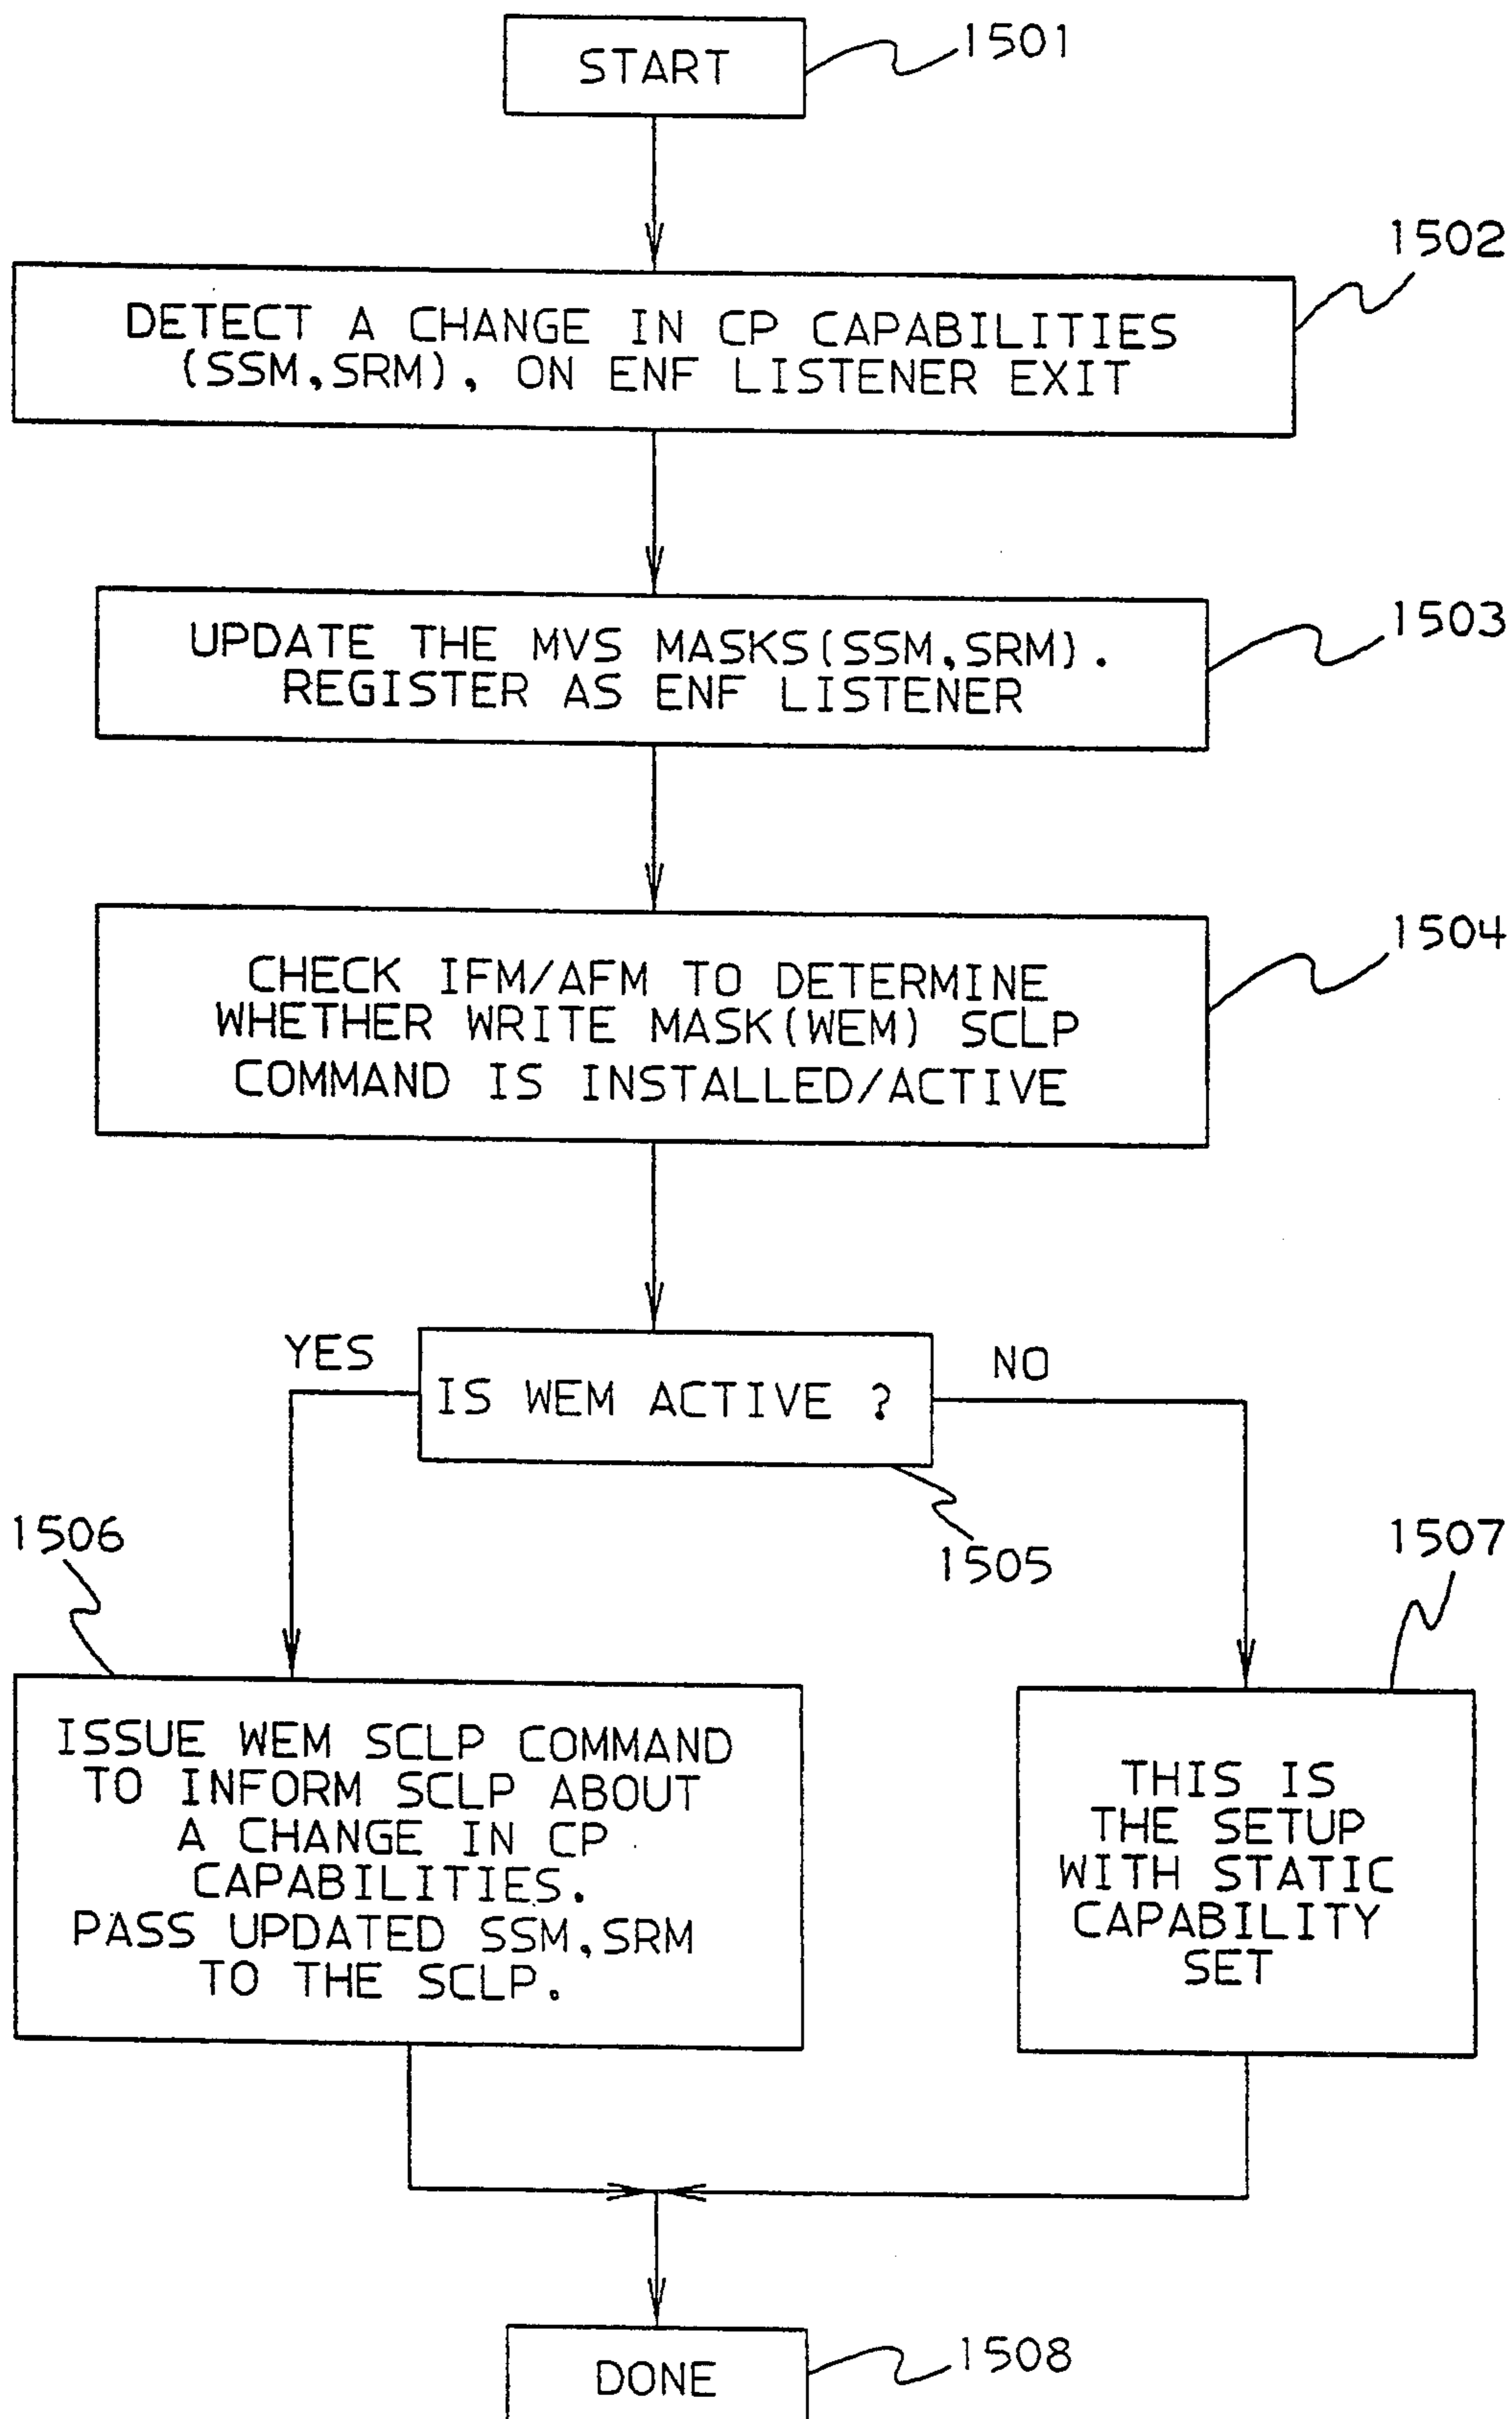 START
1501
1502
DETECT A CHANGE IN CP CAPABILITIES
(SSM,SRM), ON ENF LISTENER EXIT
1503
UPDATE THE MVS MASKS(SSM,SRM).
REGISTER AS ENF LISTENER
1504
CHECK IFM/AFM TO DETERMINE
WHETHER WRITE MASK(WEM) SCLP
COMMAND IS INSTALLED/ACTIVE
YES
IS WEM ACTIVE ?
NO
1505
1506
1507
ISSUE WEM SCLP COMMAND
TO INFORM SCLP ABOUT
A CHANGE IN CP
CAPABILITIES.
PASS UPDATED SSM,SRM
TO THE SCLP.
THIS IS
THE SETUP
WITH STATIC
CAPABILITY
SET
DONE
1508